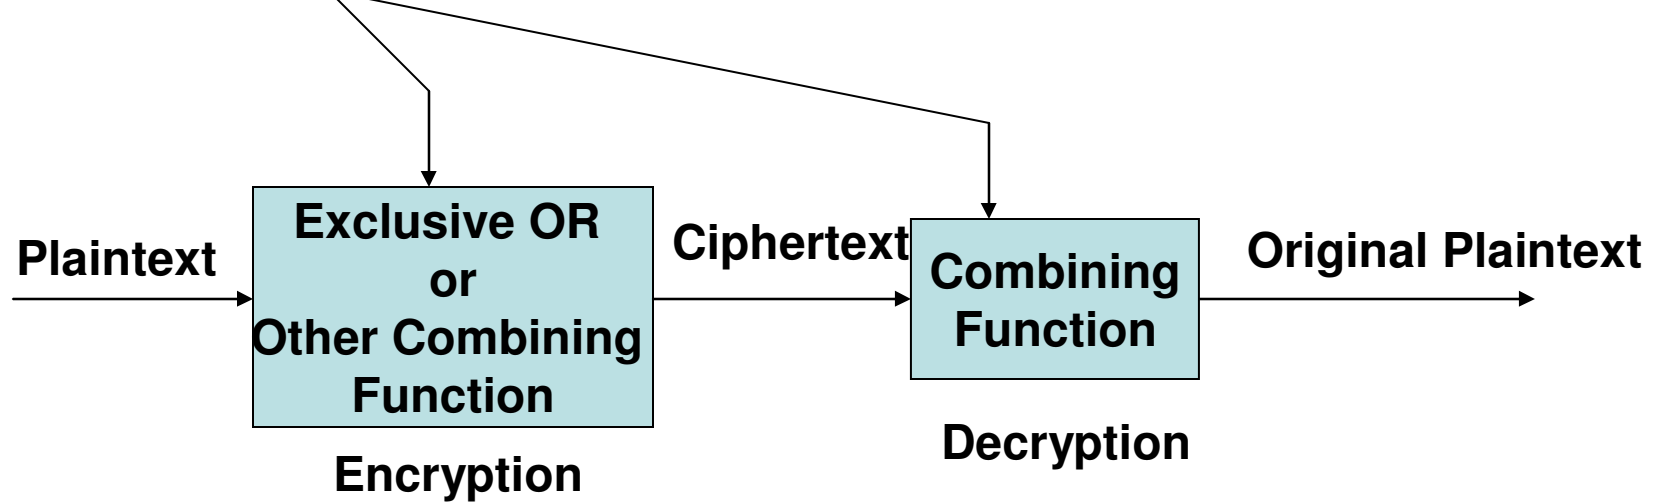 Plaintext
Exclusive OR
or
Other Combining
Function
Encryption
Ciphertext
Combining
Function
Decryption
Original Plaintext